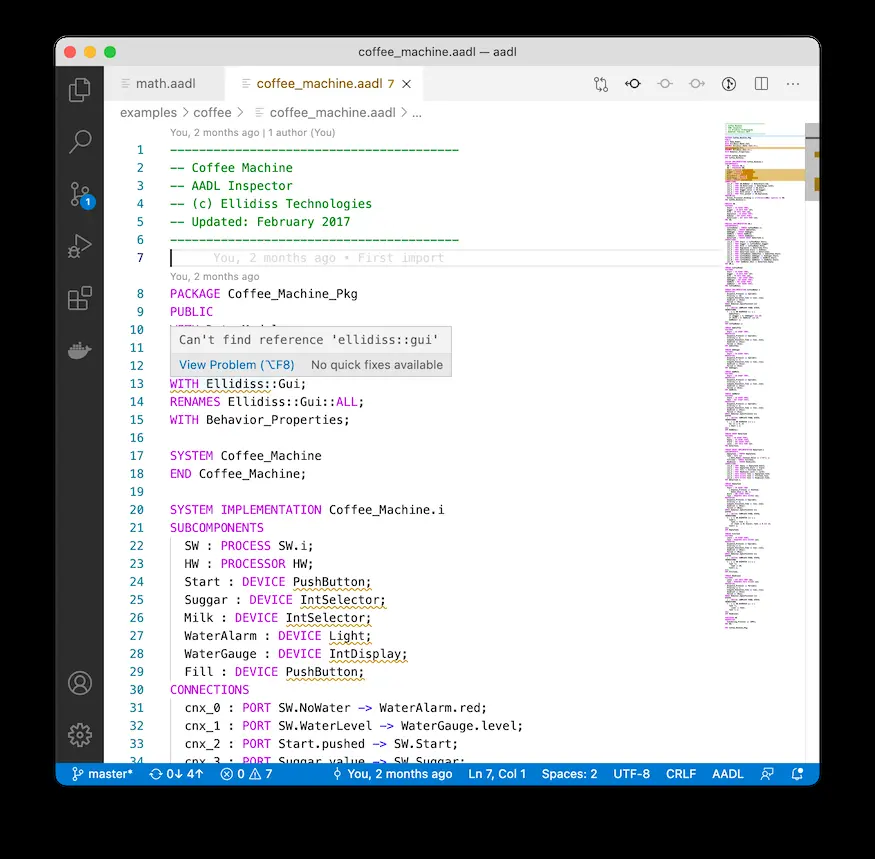 coffee_machine.aadl — aadl
math.aadl
coffee_machine.aadl 7
examples > coffee > coffee_machine.aadl > ...
You, 2 months ago | 1 author (You)
1 ----------------------------------------
2 -- Coffee Machine
3 -- AADL Inspector
4 -- (c) Ellidiss Technologies
5 -- Updated: February 2017
6 ----------------------------------------
7 You, 2 months ago • First import
You, 2 months ago
8 PACKAGE Coffee_Machine_Pkg
9 PUBLIC
10
11 Can't find reference 'ellidiss::gui'
12 View Problem (⌥F8) No quick fixes available
13 WITH Ellidiss::Gui;
14 RENAMES Ellidiss::Gui::ALL;
15 WITH Behavior_Properties;
16
17 SYSTEM Coffee_Machine
18 END Coffee_Machine;
19
20 SYSTEM IMPLEMENTATION Coffee_Machine.i
21 SUBCOMPONENTS
22 SW : PROCESS SW.i;
23 HW : PROCESSOR HW;
24 Start : DEVICE PushButton;
25 Suggar : DEVICE IntSelector;
26 Milk : DEVICE IntSelector;
27 WaterAlarm : DEVICE Light;
28 WaterGauge : DEVICE IntDisplay;
29 Fill : DEVICE PushButton;
30 CONNECTIONS
31 cnx_0 : PORT SW.NoWater -> WaterAlarm.red;
32 cnx_1 : PORT SW.WaterLevel -> WaterGauge.level;
33 cnx_2 : PORT Start.pushed -> SW.Start;
34 cnx_3 : PORT Suggar.value -> SW.Suggar;
1
master* 0↓ 4↑ 0 7 You, 2 months ago Ln 7, Col 1 Spaces: 2 UTF-8 CRLF AADL